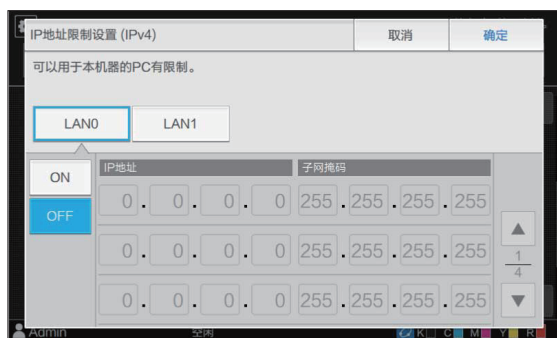 IP地址限制设置 (IPv4) 取消 确定
可以用于本机器的PC有限制。
LAN0 LAN1
ON IP地址 子网掩码
OFF 0. 0. 0. 0 255.255.255.255
0. 0. 0. 0 255.255.255.255
1
4
0. 0. 0. 0 255.255.255.255
Admin 空闲 K C M Y R